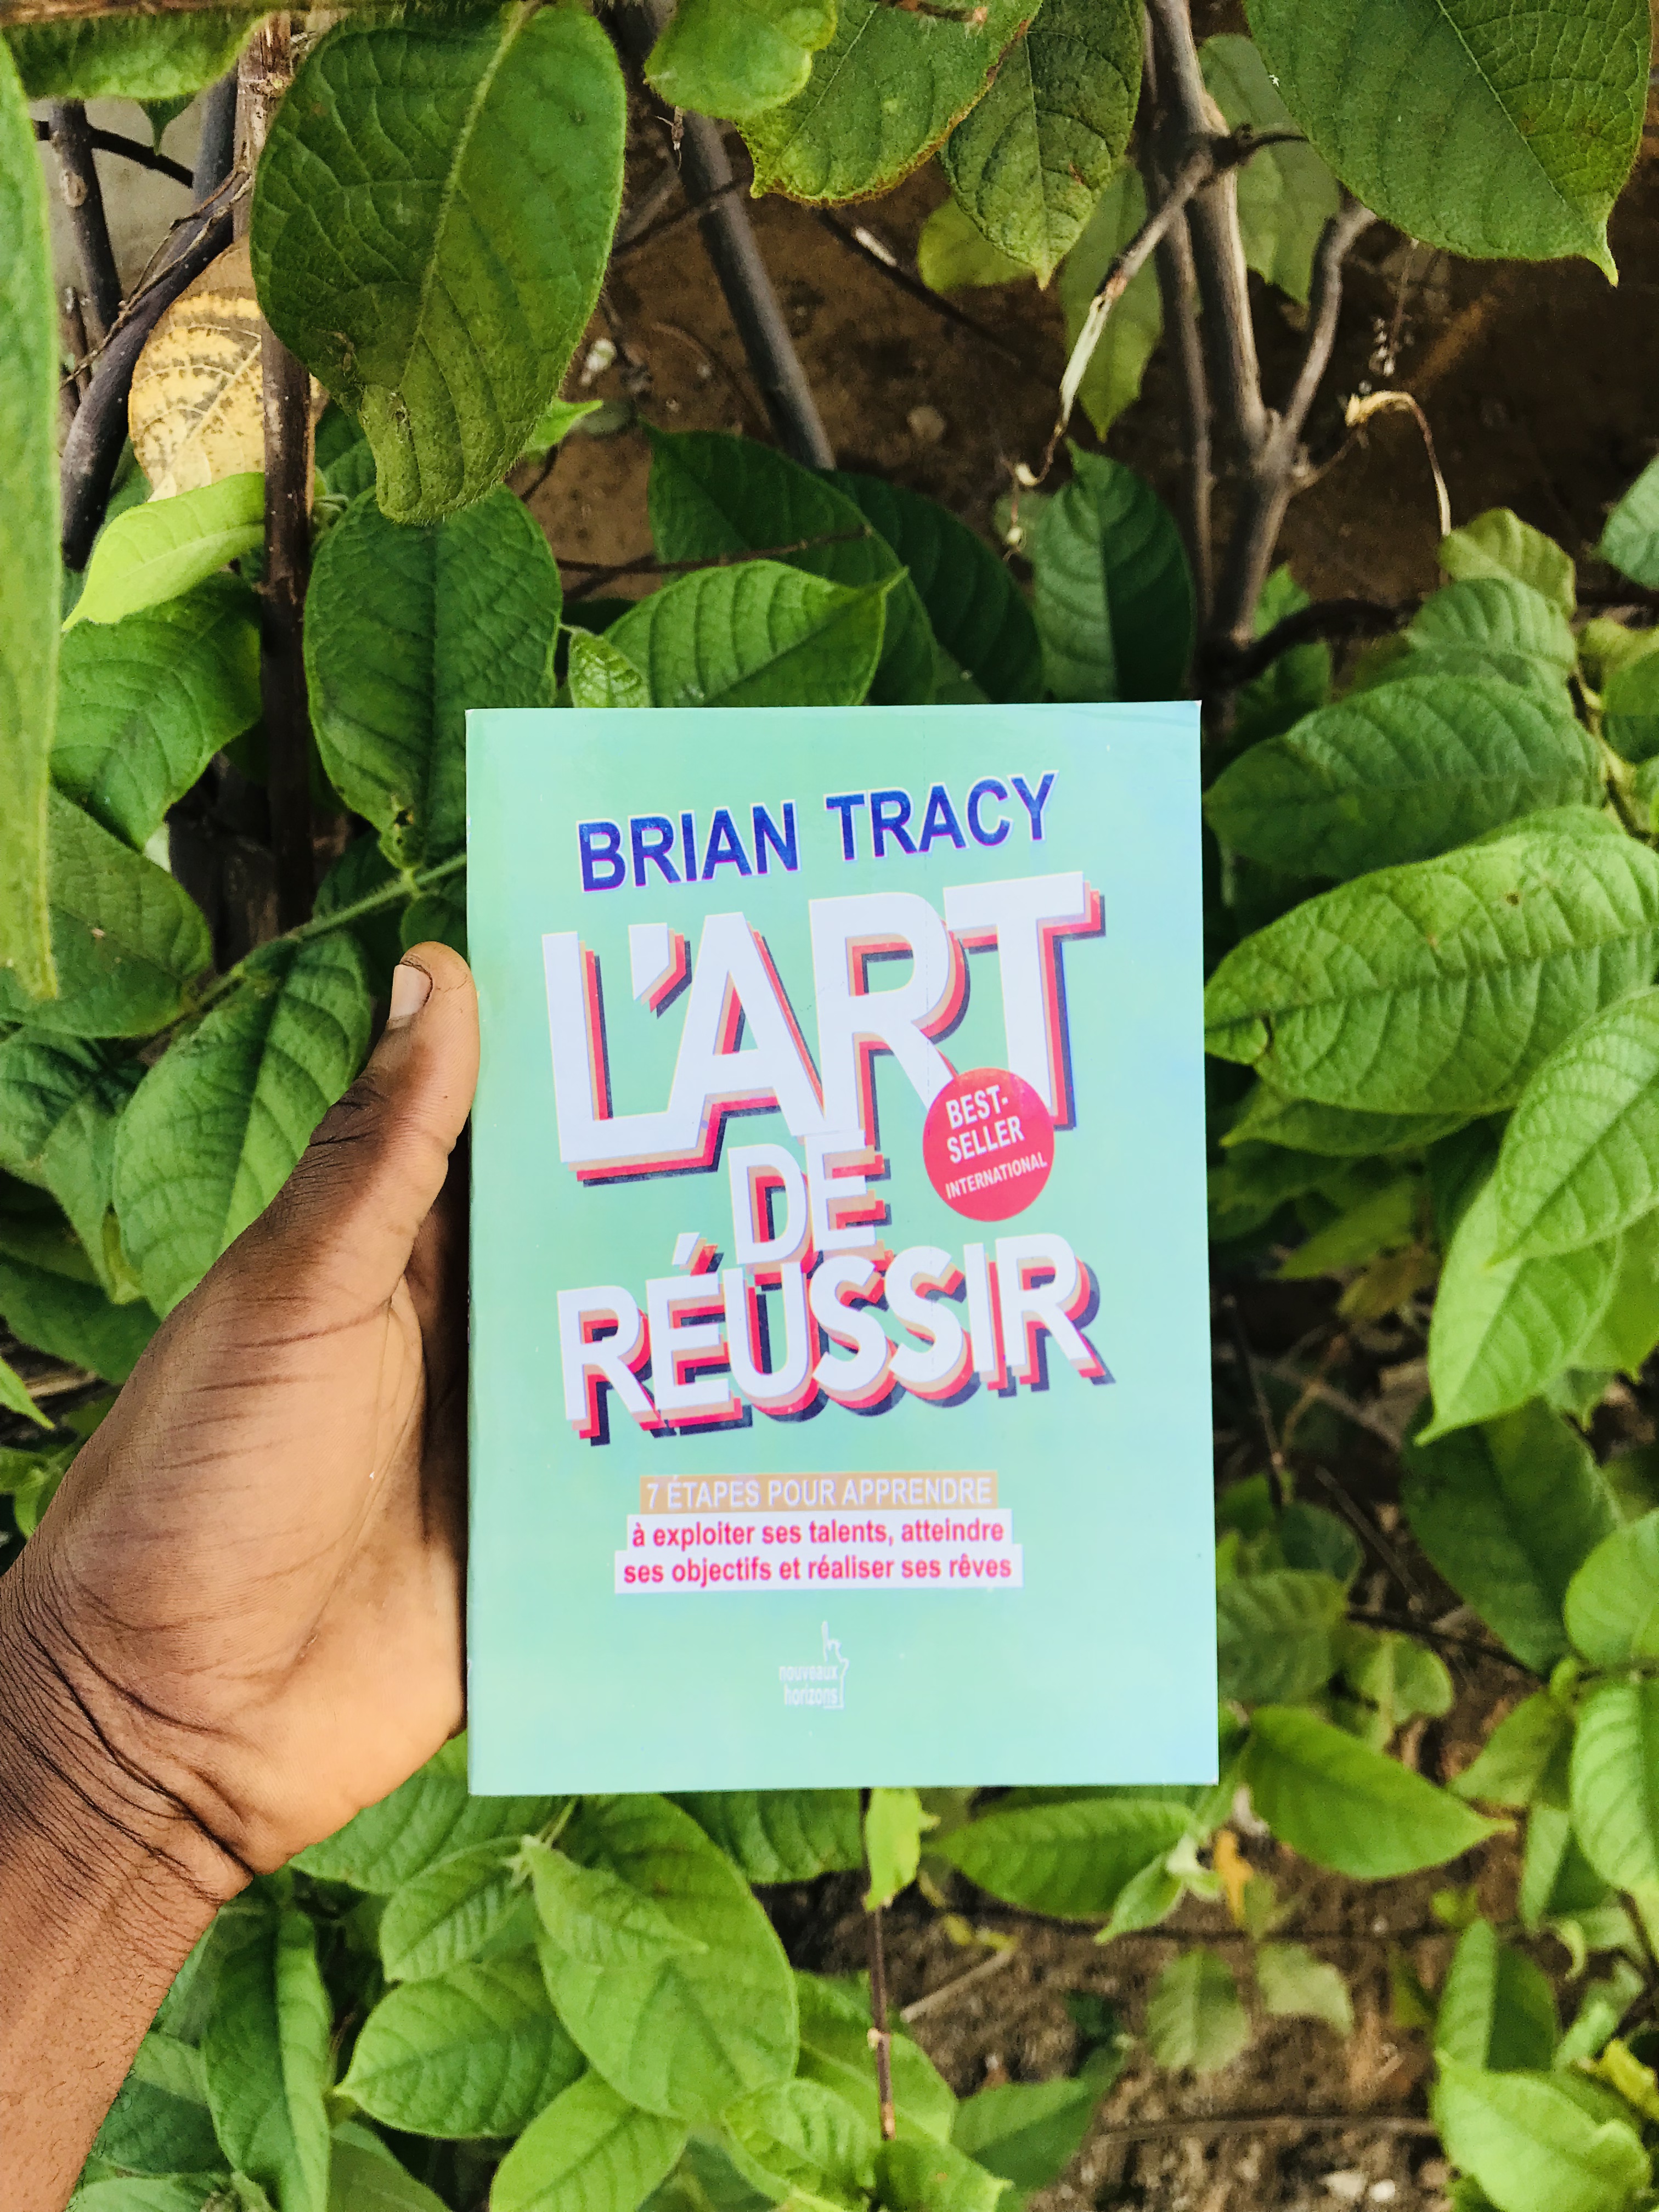 BRIAN TRACY
L'ART
DE
RÉUSSIR
BEST-
SELLER
INTERNATIONAL
7 ÉTAPES POUR APPRENDRE
à exploiter ses talents, atteindre
ses objectifs et réaliser ses rêves
nouveaux
horizons